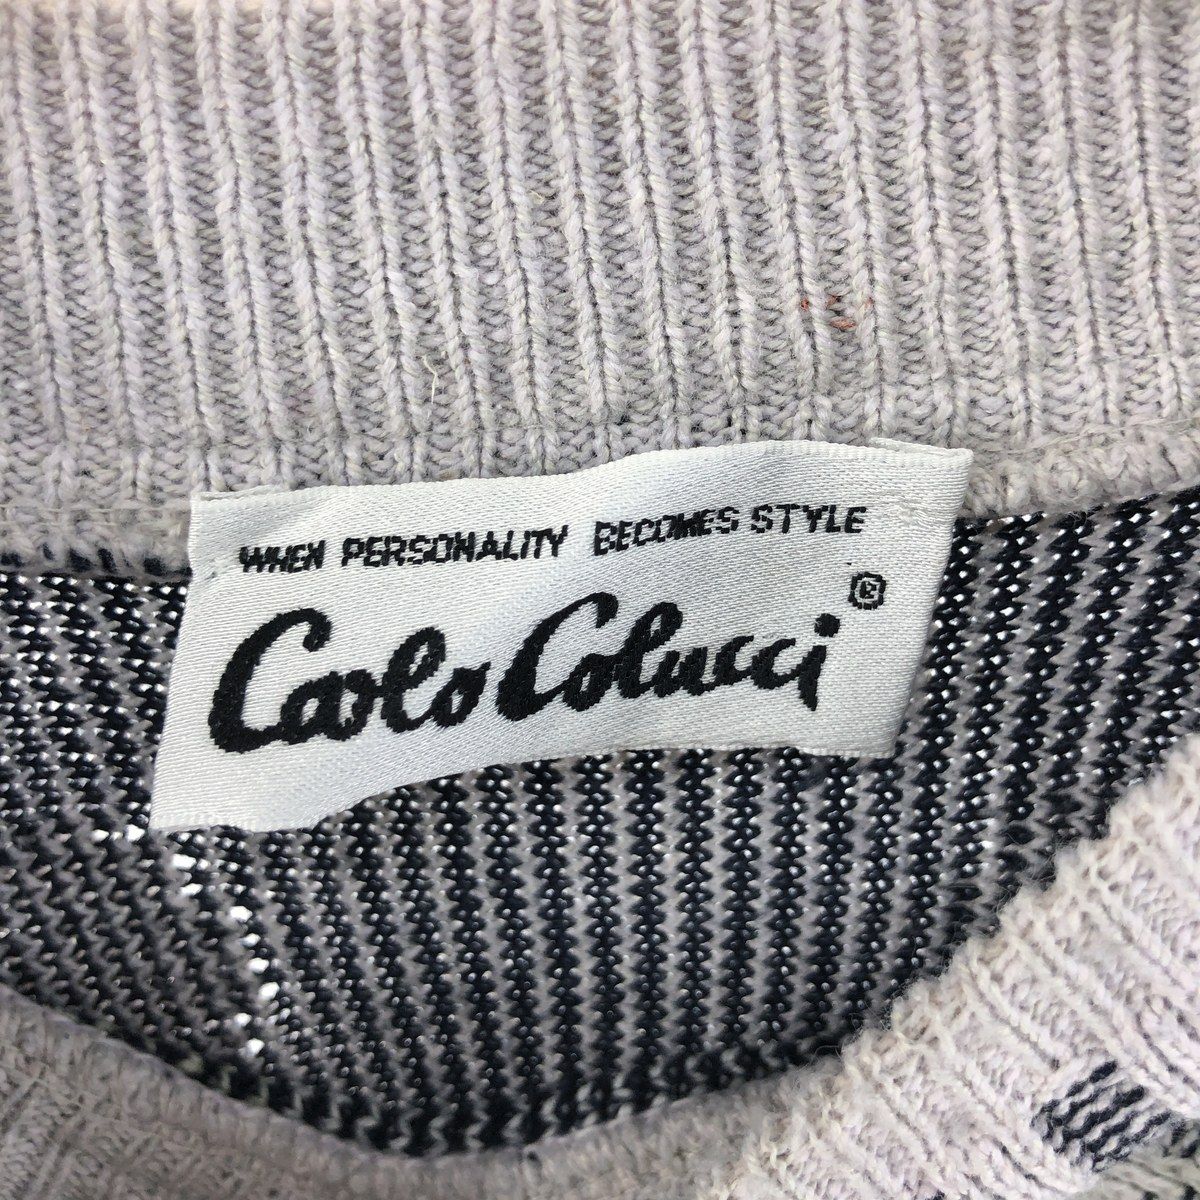 WHEN PERSONALITY BECOMES STYLE
Carlo Colucci ®